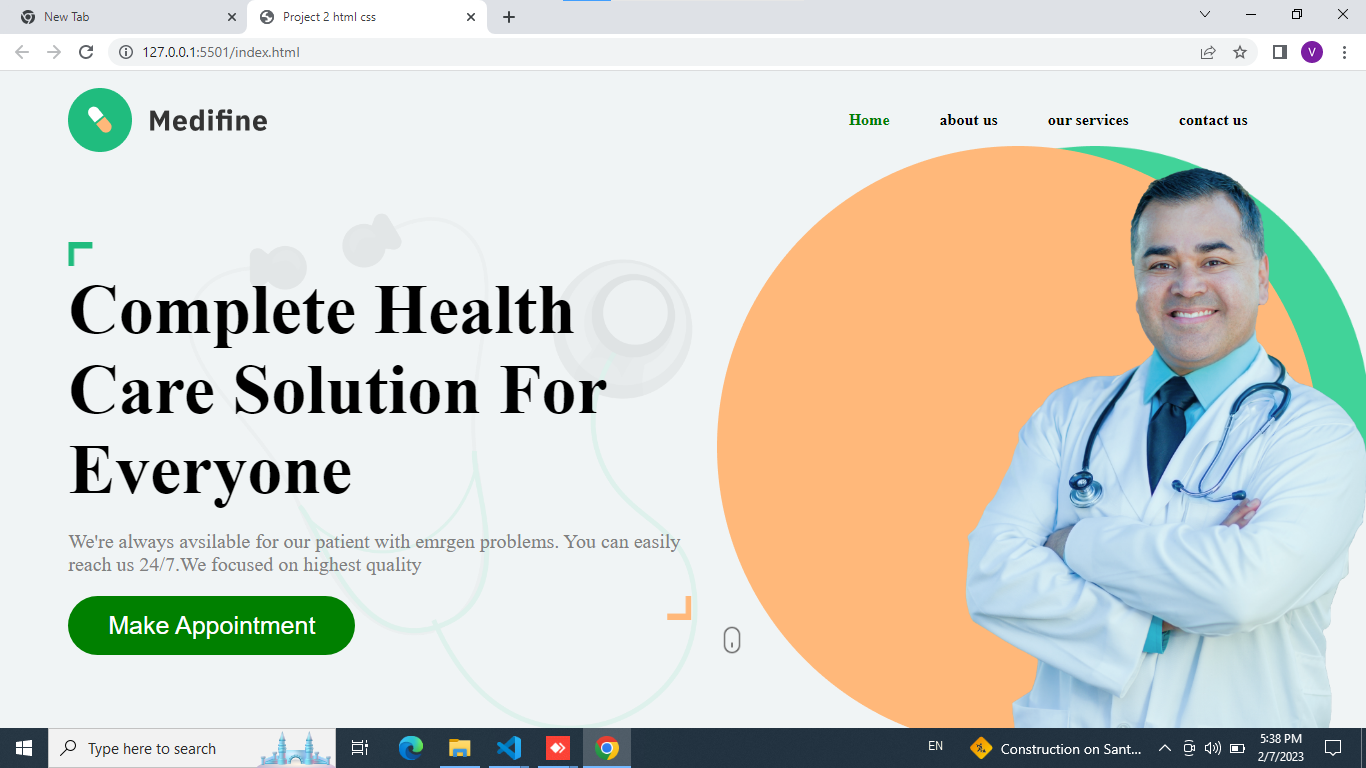 New Tab
Project 2 html css
127.0.0.1:5501/index.html
V
Medifine
Home about us our services contact us
Complete Health
Care Solution For
Everyone
We're always avsilable for our patient with emrgen problems. You can easily
reach us 24/7.We focused on highest quality
Make Appointment
Type here to search
EN
Construction on Sant...
5:38 PM
2/7/2023